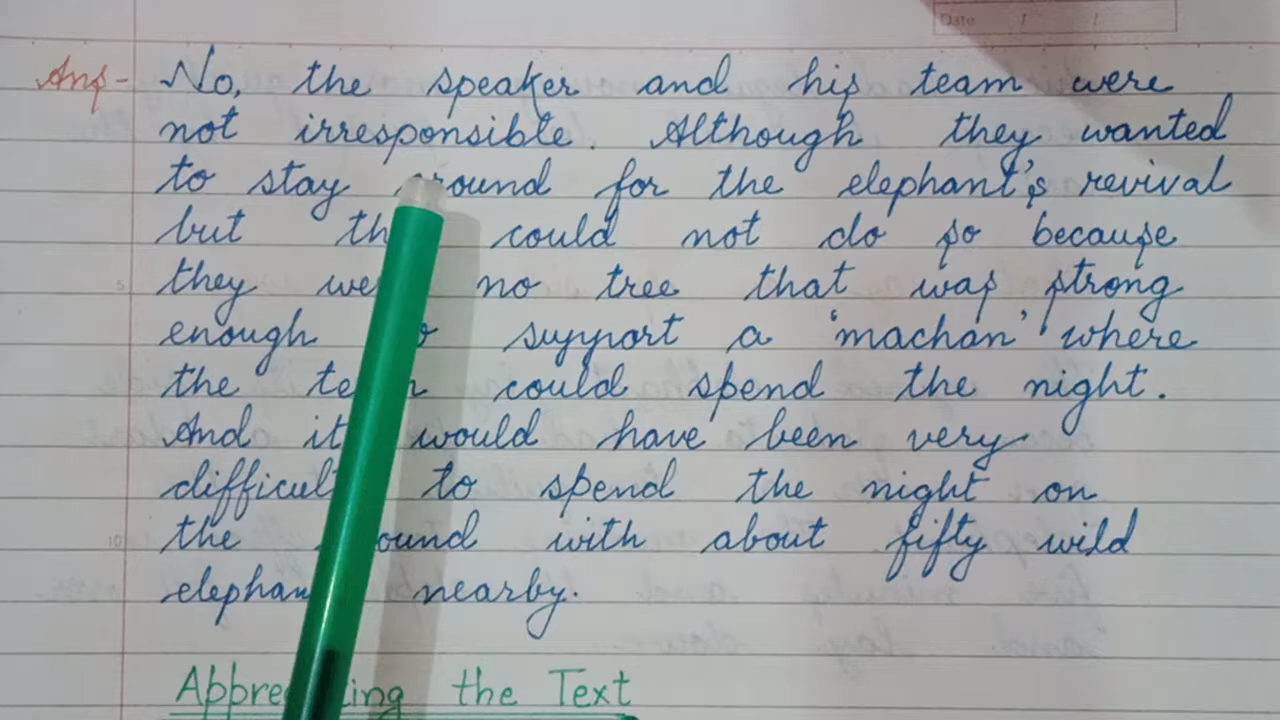 Date / /
Ans- No, the speaker and his team were
not irresponsible. Although they wanted
to stay around for the elephant's revival
but could not do so because
they no tree that was strong
enough support a 'machan' where
the could spend the night.
And it would have been very
difficult to spend the night on
the with about fifty wild
nearby.
the Text